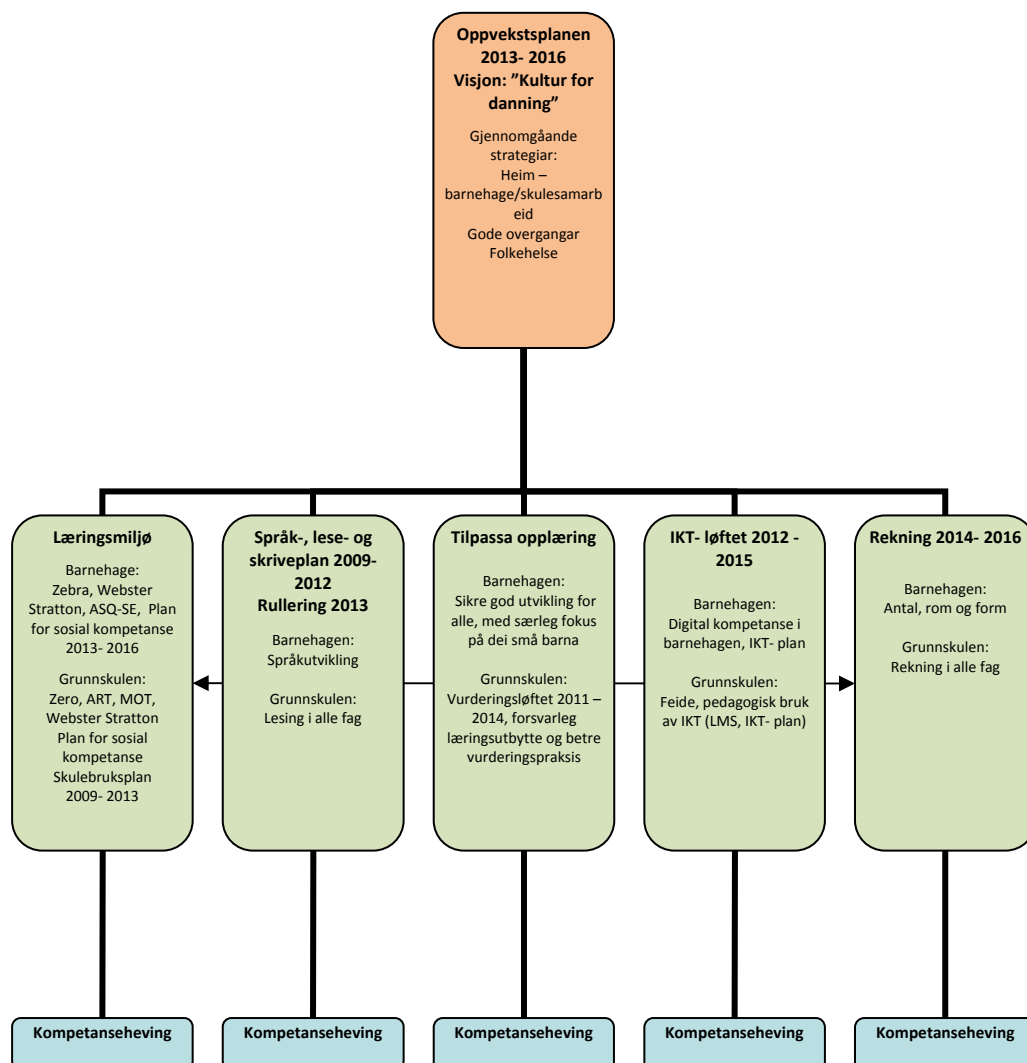 Oppvekstsplanen
2013- 2016
Visjon: ”Kultur for
danning”
Gjennomgåande
strategiar:
Heim –
barnehage/skulesamarb
eid
Gode overgangar
Folkehelse
Læringsmiljø
Barnehage:
Zebra, Webster
Stratton, ASQ-SE, Plan
for sosial kompetanse
2013- 2016
Grunnskulen:
Zero, ART, MOT,
Webster Stratton
Plan for sosial
kompetanse
Skulebruksplan
2009- 2013
Språk-, lese- og
skriveplan 2009-
2012
Rullering 2013
Barnehagen:
Språkutvikling
Grunnskulen:
Lesing i alle fag
Tilpassa opplæring
Barnehagen:
Sikre god utvikling for
alle, med særleg fokus
på dei små barna
Grunnskulen:
Vurderingsløftet 2011 –
2014, forsvarleg
læringsutbytte og betre
vurderingspraksis
IKT- løftet 2012 -
2015
Barnehagen:
Digital kompetanse i
barnehagen, IKT- plan
Grunnskulen:
Feide, pedagogisk bruk
av IKT (LMS, IKT- plan)
Rekning 2014- 2016
Barnehagen:
Antal, rom og form
Grunnskulen:
Rekning i alle fag
Kompetanseheving
Kompetanseheving
Kompetanseheving
Kompetanseheving
Kompetanseheving